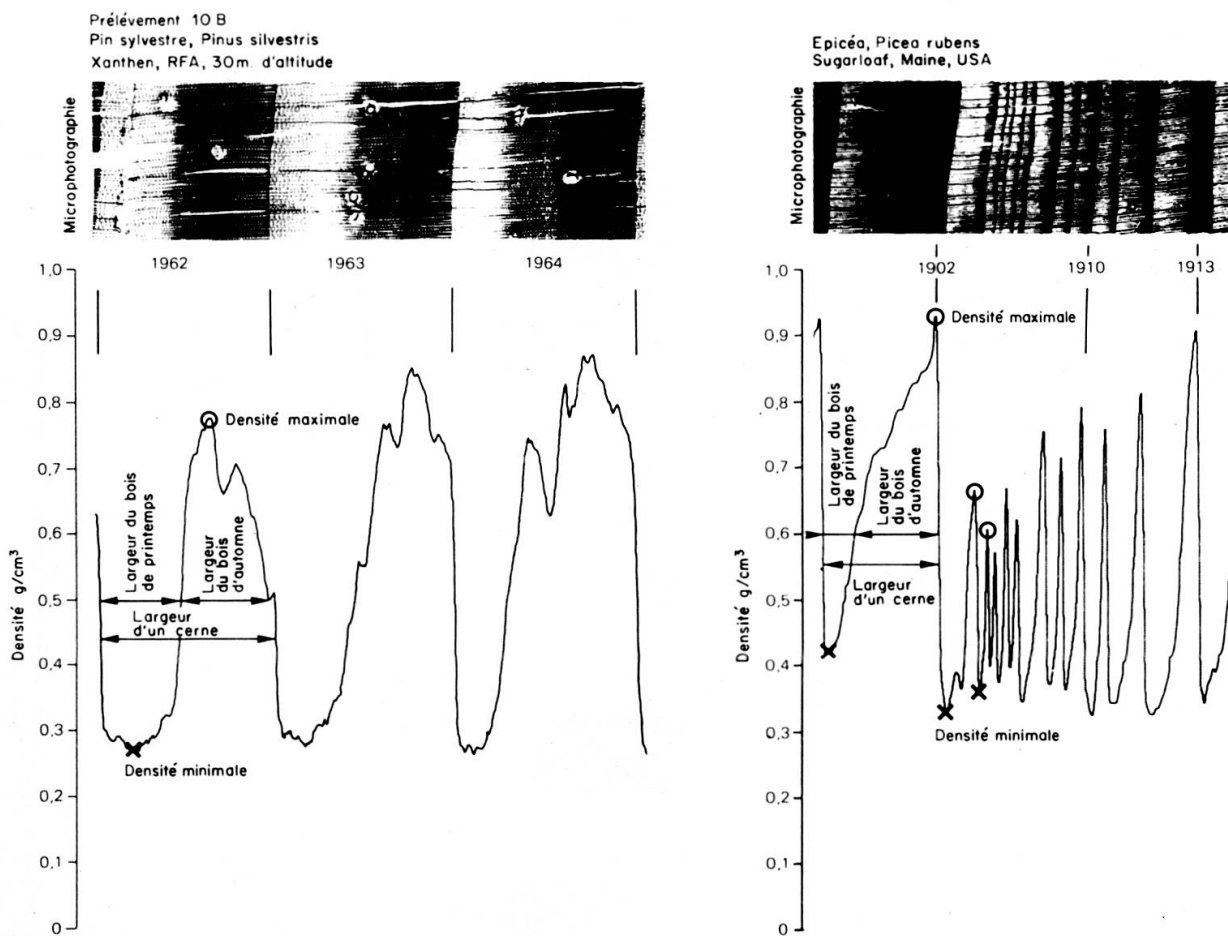 Prélévement 10 B
Pin sylvestre, Pinus silvestris
Xanthen, RFA, 30m. d'altitude
Microphotographie
1962 1963 1964
1,0
0,9
0,8
0,7
0,6
0,5
0,4
0,3
0,2
0,1
0
Densité g/cm³
Densité maximale
Largeur du bois
de printemps
Largeur
du bois
d'automne
Largeur
d'un cerne
Densité minimale
Epicéa, Picea rubens
Sugarloaf, Maine, USA
Microphotographie
1902 1910 1913
1,0
0,9
0,8
0,7
0,6
0,5
0,4
0,3
0,2
0,1
0
Densité g/cm³
Densité maximale
Largeur du bois
de printemps
Largeur
du bois
d'automne
Largeur
d'un cerne
Densité minimale